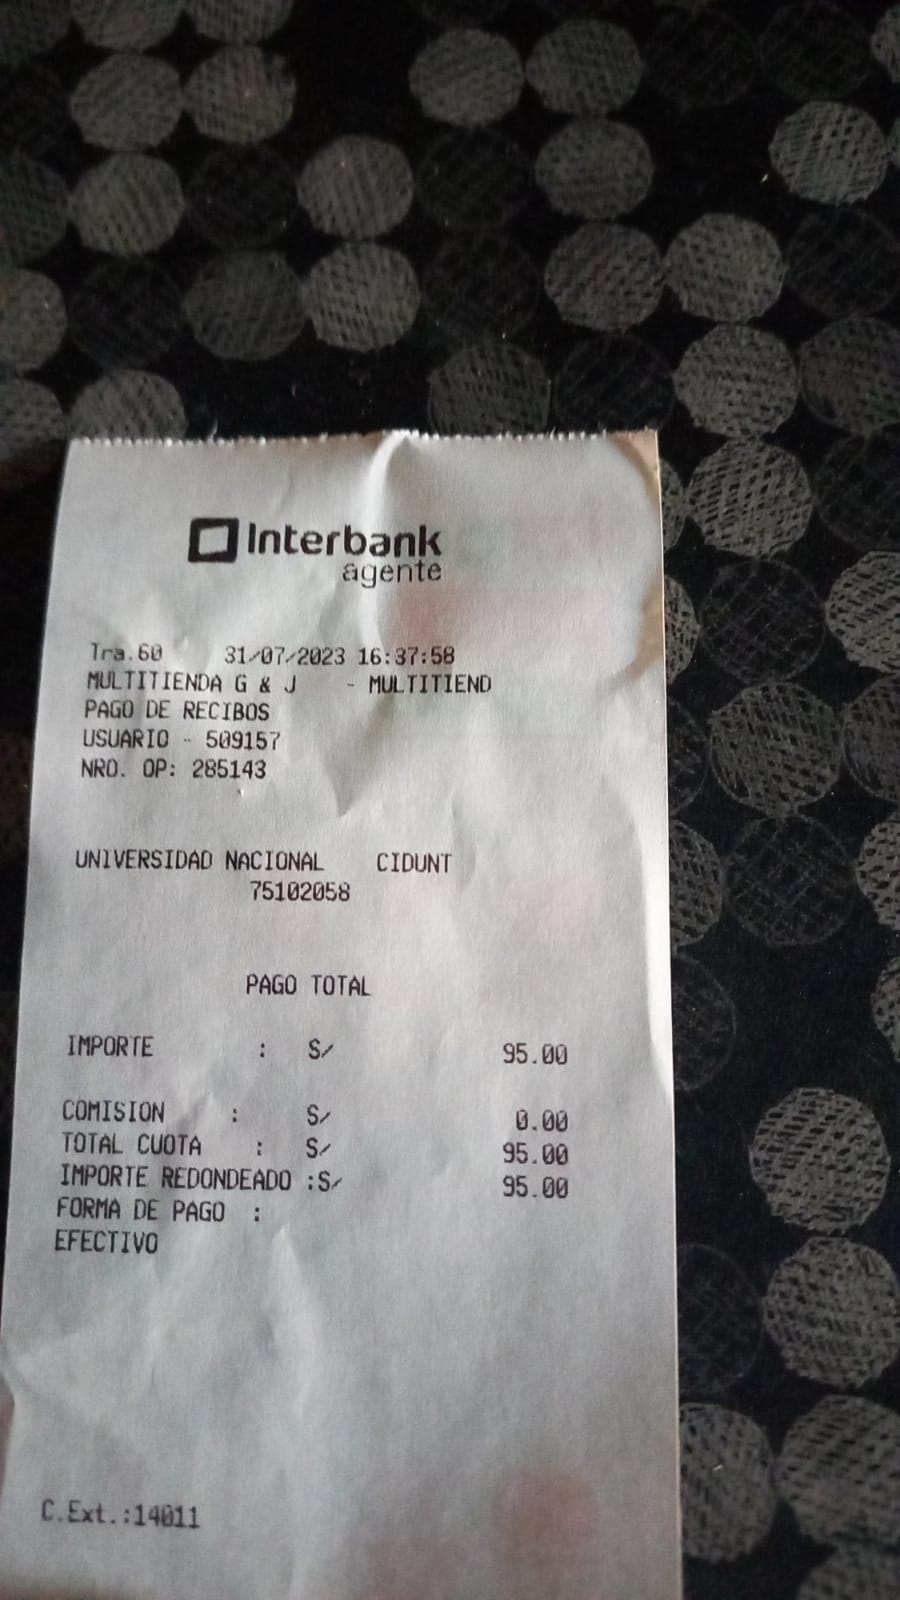 Interbank
agente
Tra.60 31/07/2023 16:37:58
MULTITIENDA G & J - MULTITIEND
PAGO DE RECIBOS
USUARIO - 509157
NRO. OP: 285143
UNIVERSIDAD NACIONAL CIDUNT
75102058
PAGO TOTAL
IMPORTE : S/ 95.00
COMISION : S/ 0.00
TOTAL CUOTA : S/ 95.00
IMPORTE REDONDEADO :S/ 95.00
FORMA DE PAGO :
EFECTIVO
C.Ext.:14011